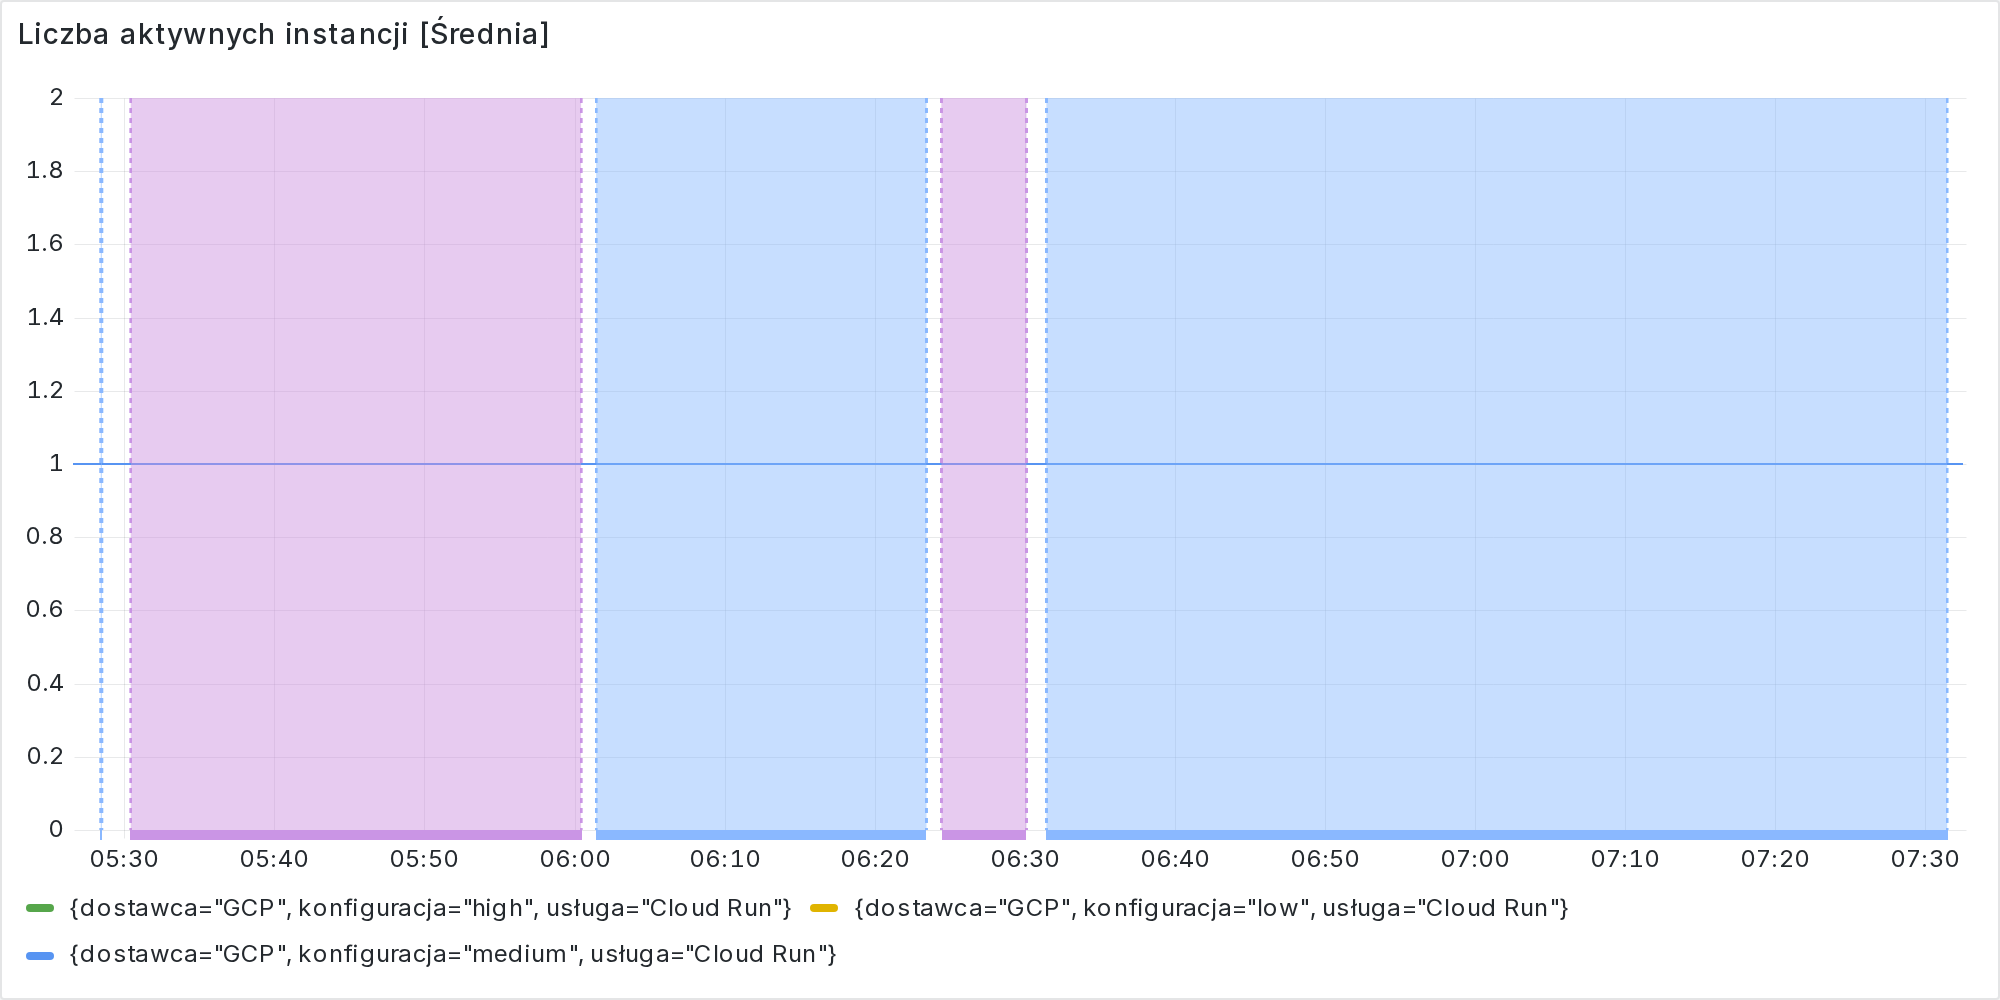 Liczba aktywnych instancji [Średnia]
2
1.8
1.6
1.4
1.2
1
0.8
0.6
0.4
0.2
0
05:30 05:40 05:50 06:00 06:10 06:20 06:30 06:40 06:50 07:00 07:10 07:20 07:30
{dostawca="GCP", konfiguracja="high", usługa="Cloud Run"} {dostawca="GCP", konfiguracja="low", usługa="Cloud Run"}
{dostawca="GCP", konfiguracja="medium", usługa="Cloud Run"}